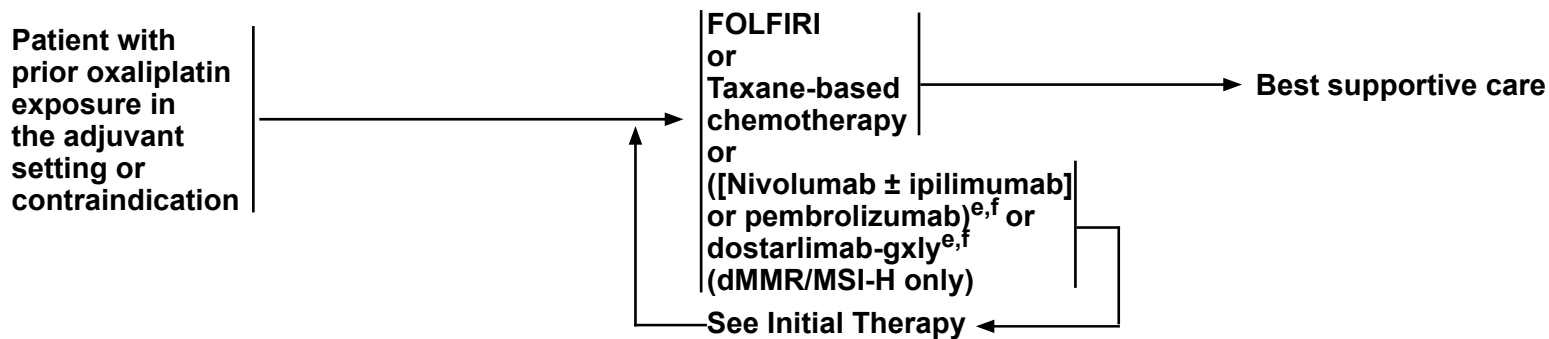 Patient with
prior oxaliplatin
exposure in
the adjuvant
setting or
contraindication
FOLFIRI
or
Taxane-based
chemotherapy
or
([Nivolumab ± ipilimumab]
or pembrolizumab)e,f or
dostarlimab-gxlye,f
(dMMR/MSI-H only)
See Initial Therapy
Best supportive care